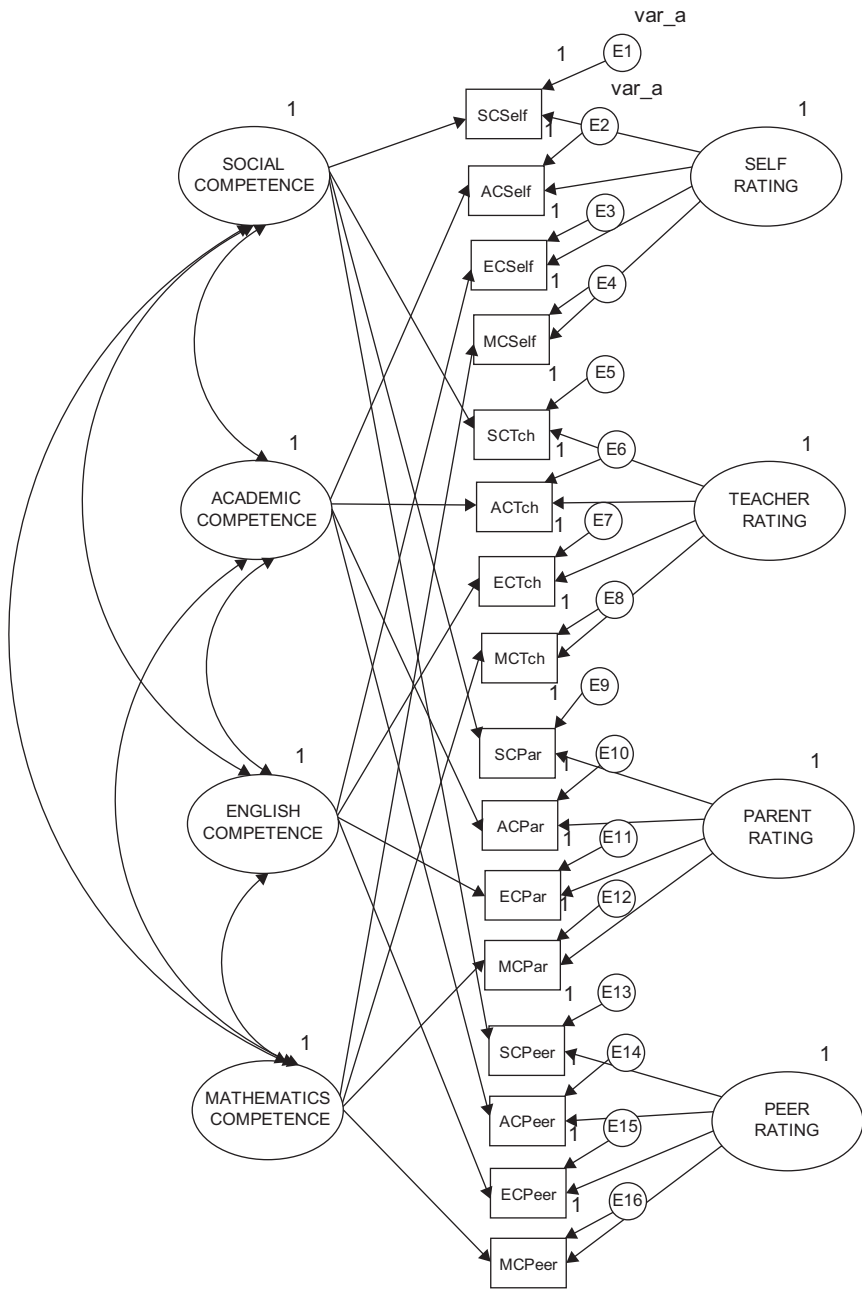 var_a
1
E1
var_a
1
SCSelf
1
E2
1
SOCIAL
COMPETENCE
SELF
RATING
ACSelf
1
E3
ECSelf
1
E4
MCSelf
1
E5
SCTch
1
E6
1
1
ACADEMIC
COMPETENCE
ACTch
1
E7
TEACHER
RATING
ECTch
1
E8
MCTch
1
E9
SCPar
1
E10
1
1
ENGLISH
COMPETENCE
ACPar
1
E11
PARENT
RATING
ECPar
1
E12
MCPar
1
E13
SCPeer
1
E14
1
1
MATHEMATICS
COMPETENCE
ACPeer
1
E15
PEER
RATING
ECPeer
1
E16
MCPeer